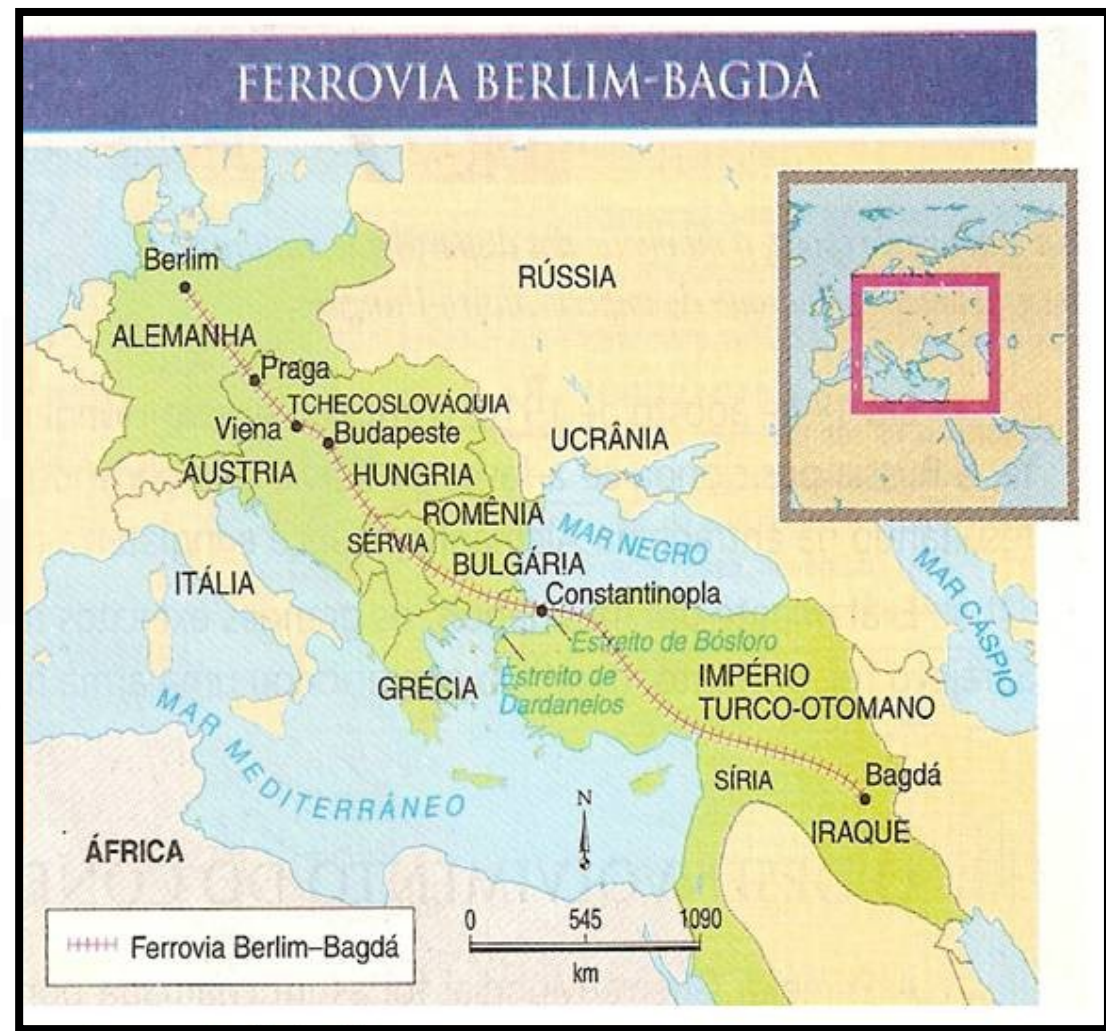 FERROVIA BERLIM-BAGDÁ
Berlim
RÚSSIA
ALEMANHA
Praga
TCHECOSLOVÁQUIA
Viena
Budapeste
UCRÂNIA
ÁUSTRIA
HUNGRIA
ROMÊNIA
MAR NEGRO
SÉRVIA
BULGÁRIA
MAR CÁSPIO
ITÁLIA
Constantinopla
Estreito de Bósforo
GRÉCIA
Estreito de
Dardanelos
IMPÉRIO
TURCO-OTOMANO
MAR MEDITERRÂNEO
SÍRIA
Bagdá
N
IRAQUE
ÁFRICA
0 545 1090
km
Ferrovia Berlim–Bagdá